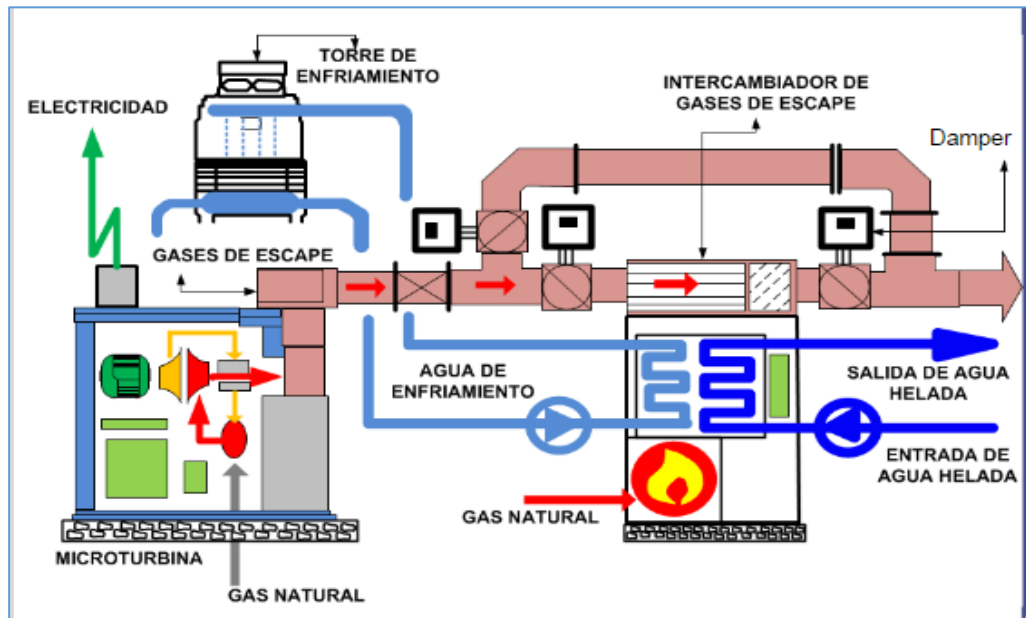 TORRE DE
ENFRIAMIENTO
ELECTRICIDAD
INTERCAMBIADOR DE
GASES DE ESCAPE
Damper
GASES DE ESCAPE
AGUA DE
ENFRIAMIENTO
SALIDA DE AGUA
HELADA
ENTRADA DE
AGUA HELADA
GAS NATURAL
MICROTURBINA
GAS NATURAL